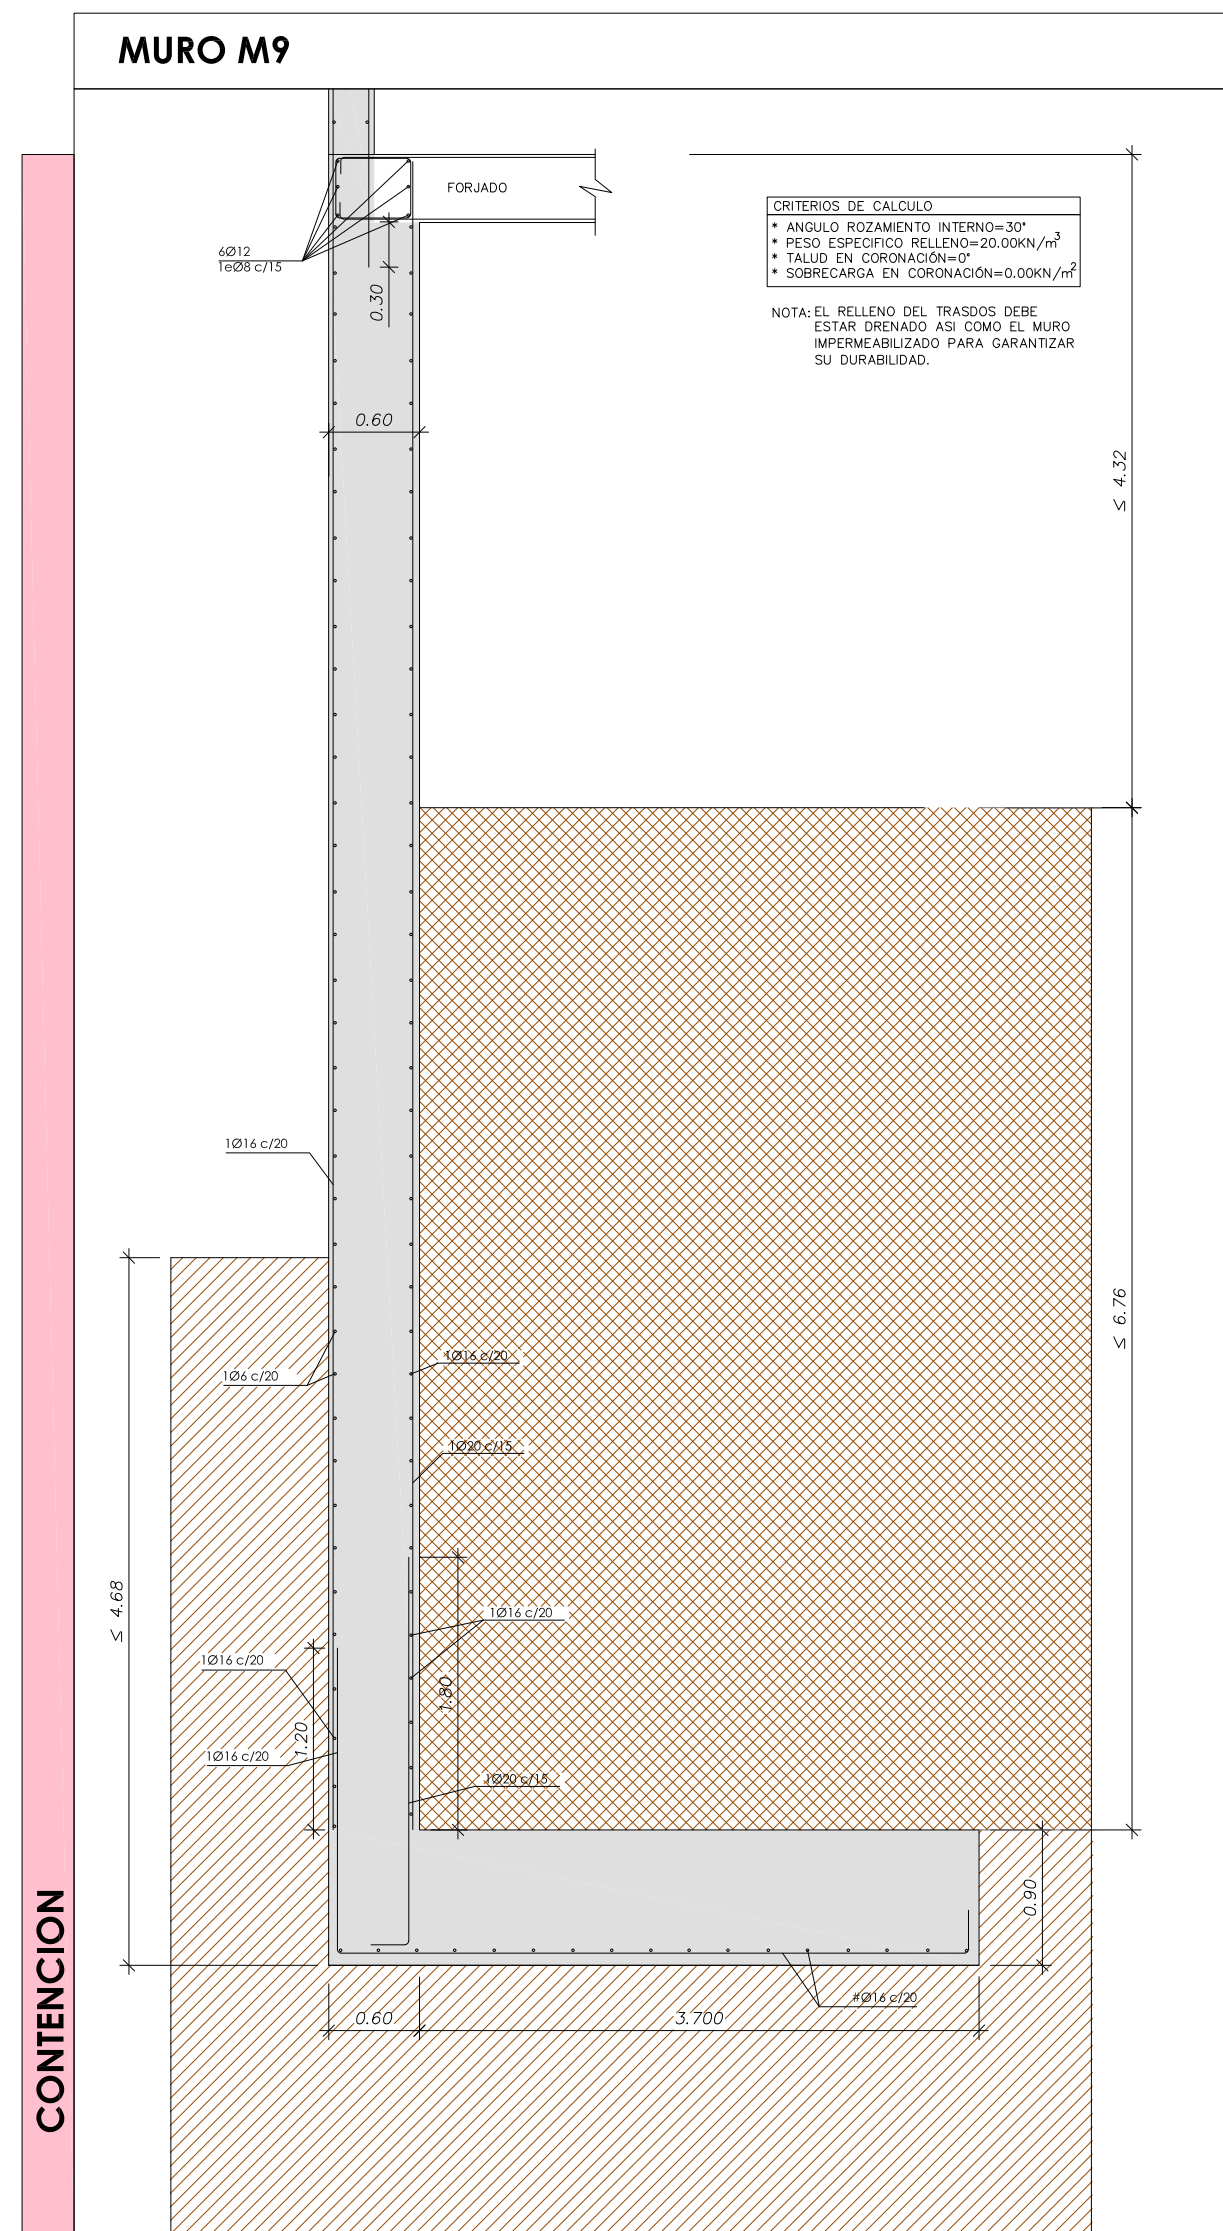 MURO M9
FORJADO
CRITERIOS DE CALCULO
* ANGULO ROZAMIENTO INTERNO=30°
* PESO ESPECIFICO RELLENO=20.00KN/m³
* TALUD EN CORONACIÓN=0°
* SOBRECARGA EN CORONACIÓN=0.00KN/m²
6Ø12
1eØ8 c/15
0.30
NOTA: EL RELLENO DEL TRASDOS DEBE
ESTAR DRENADO ASI COMO EL MURO
IMPERMEABILIZADO PARA GARANTIZAR
SU DURABILIDAD.
0.60
≤ 4.32
1Ø16 c/20
≤ 6.76
1Ø16 c/20
1Ø6 c/20
1Ø20 c/15
≤ 4.68
1Ø16 c/20
1Ø16 c/20
1.80
1.20
1Ø16 c/20
1Ø20 c/15
0.90
CONTENCION
#Ø16 c/20
0.60
3.700